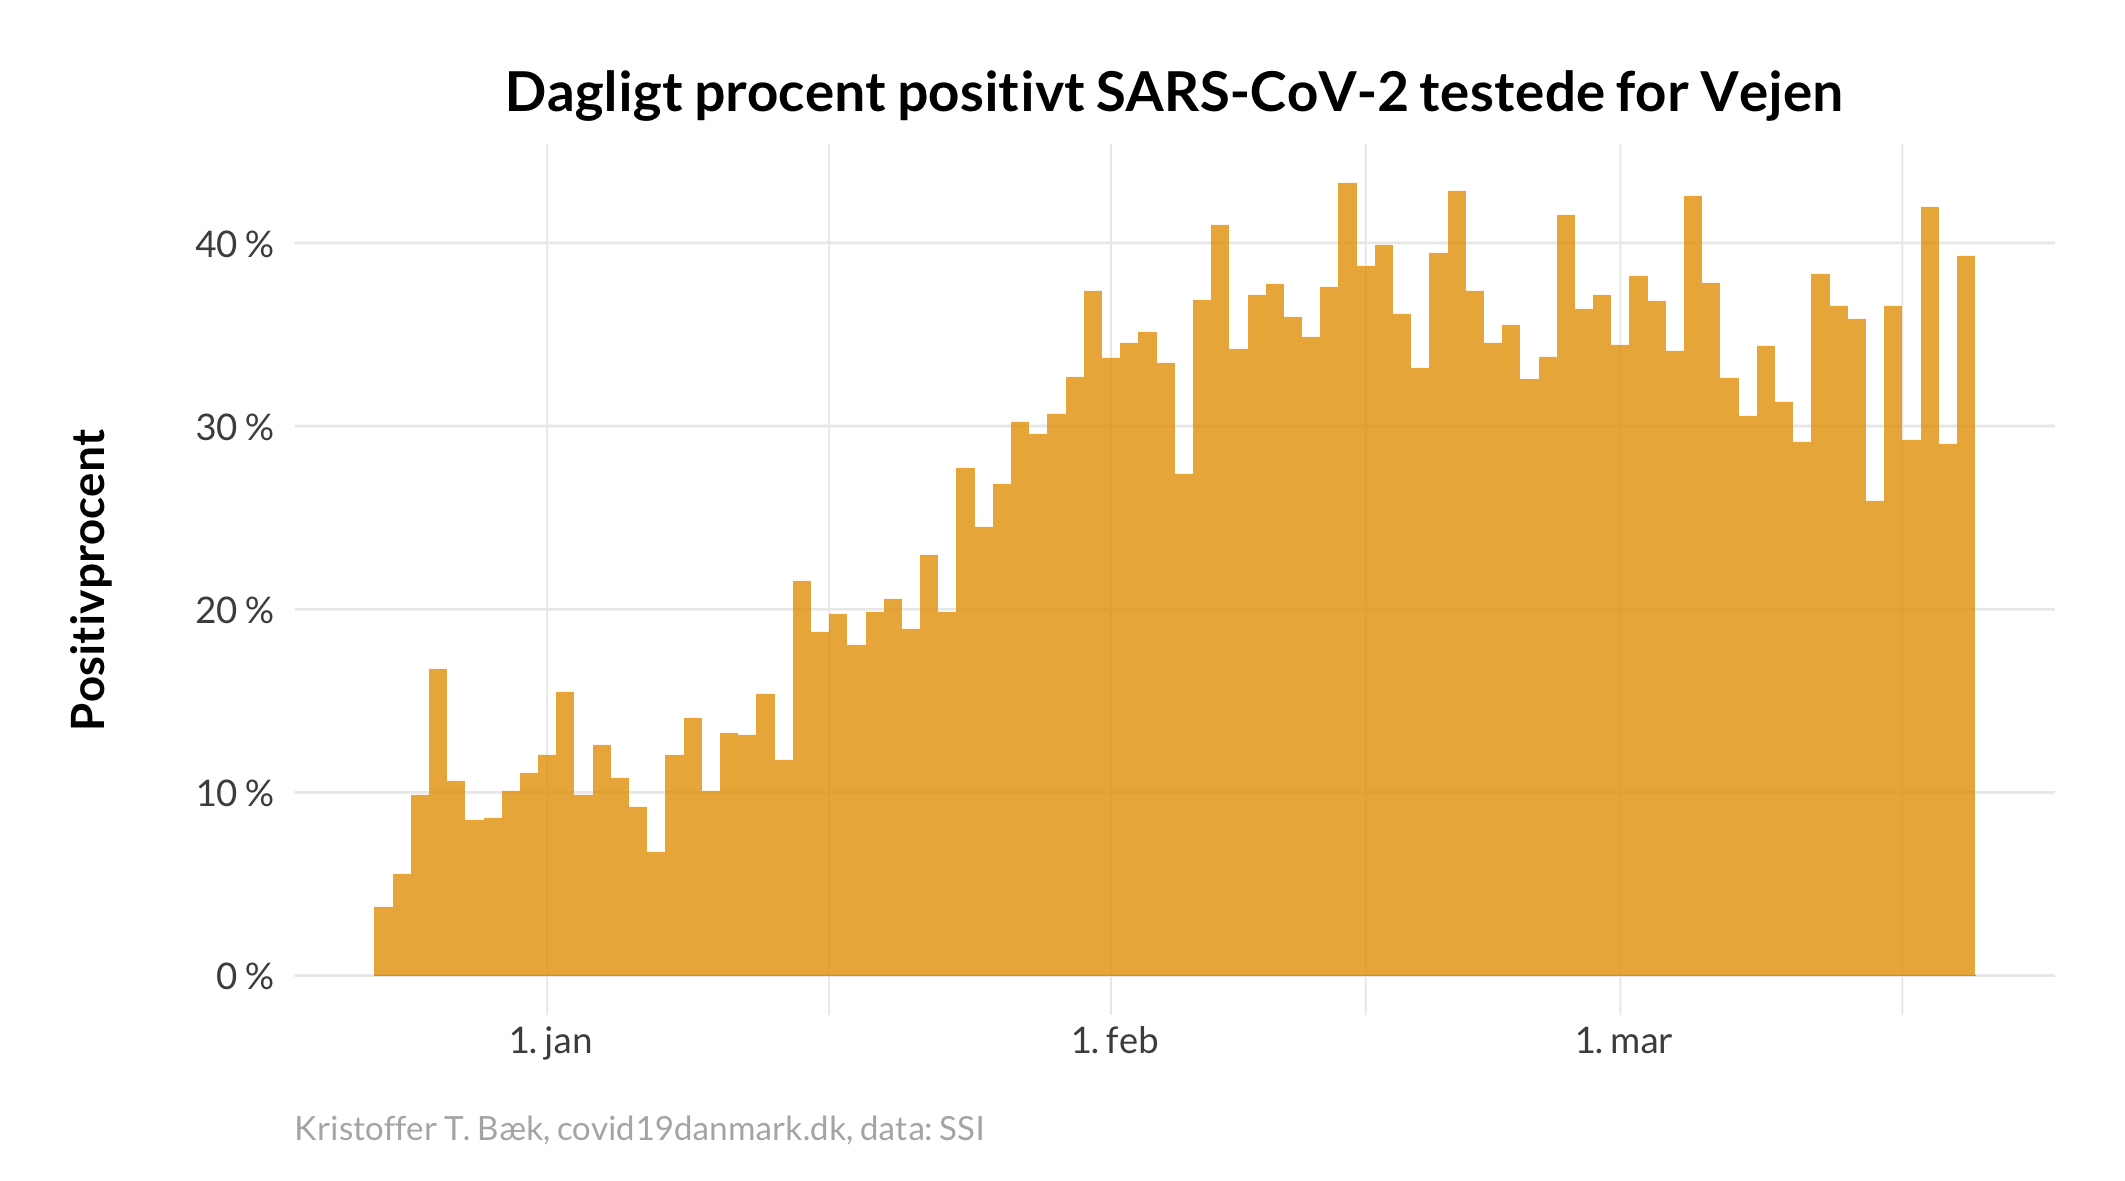 Dagligt procent positivt SARS-CoV-2 testede for Vejen
Positivprocent
40 %
30 %
20 %
10 %
0 %
1. jan
1. feb
1. mar
Kristoffer T. Bæk, covid19danmark.dk, data: SSI